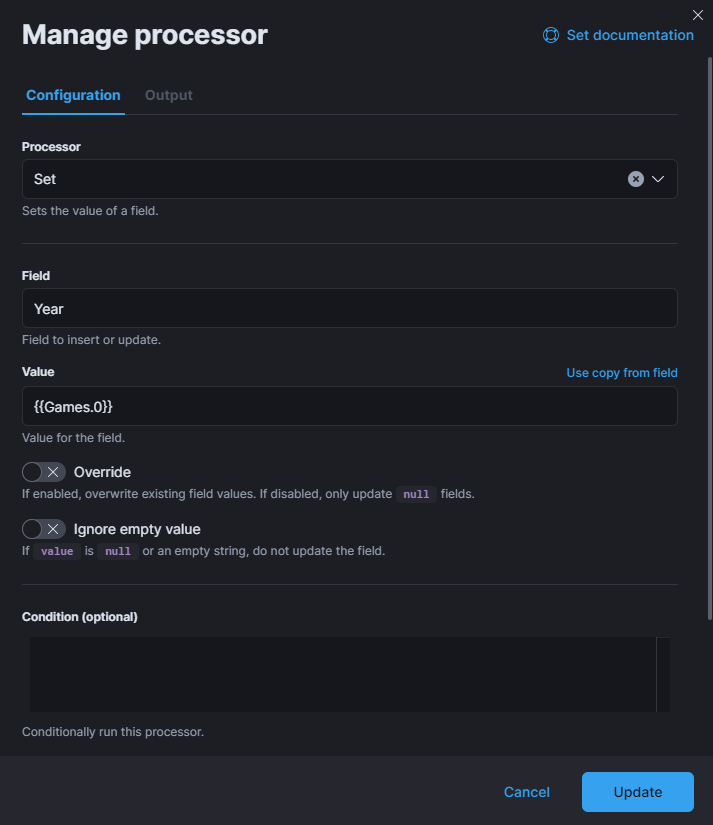 Manage processor
Set documentation
Configuration
Output
Processor
Set
Sets the value of a field.
Field
Year
Field to insert or update.
Value
Use copy from field
{{Games.0}}
Value for the field.
Override
If enabled, overwrite existing field values. If disabled, only update null fields.
Ignore empty value
If value is null or an empty string, do not update the field.
Condition (optional)
Conditionally run this processor.
Cancel
Update